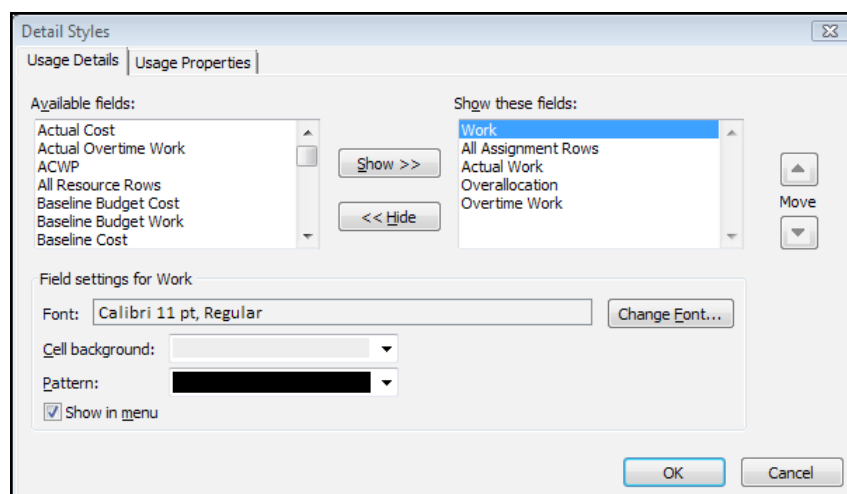 Detail Styles
Usage Details
Usage Properties
Available fields:
Show these fields:
Actual Cost
Actual Overtime Work
ACWP
All Resource Rows
Baseline Budget Cost
Baseline Budget Work
Baseline Cost
Show >>
<< Hide
Work
All Assignment Rows
Actual Work
Overallocation
Overtime Work
Move
Field settings for Work
Font: Calibri 11 pt, Regular
Change Font...
Cell background:
Pattern:
Show in menu
OK
Cancel